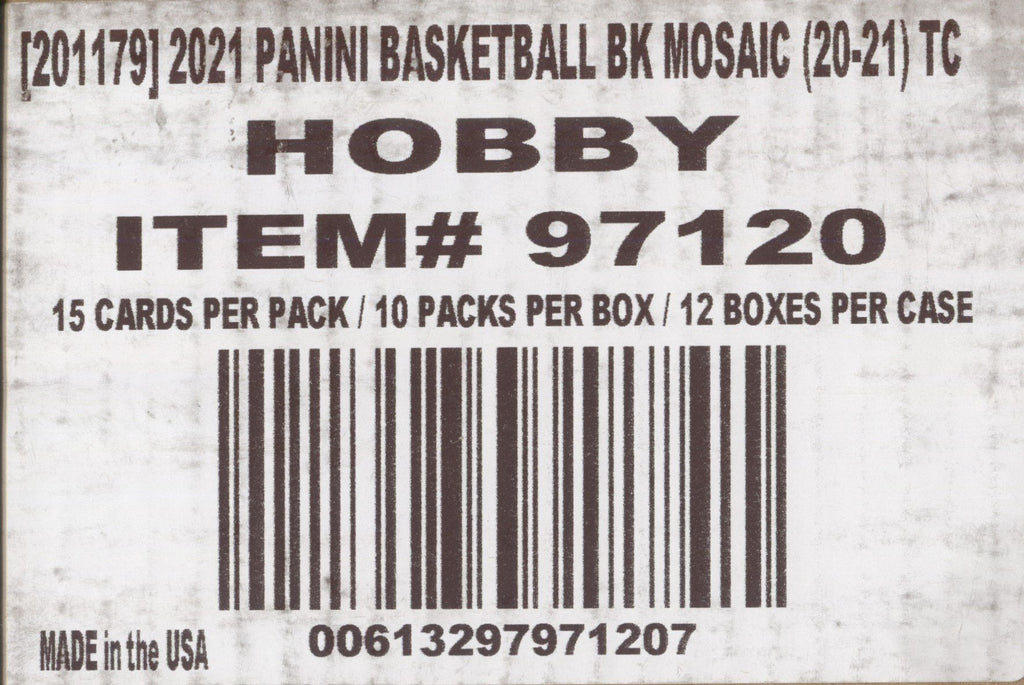 [201179] 2021 PANINI BASKETBALL BK MOSAIC (20-21) TC
HOBBY
ITEM# 97120
15 CARDS PER PACK / 10 PACKS PER BOX / 12 BOXES PER CASE
00613297971207
MADE in the USA